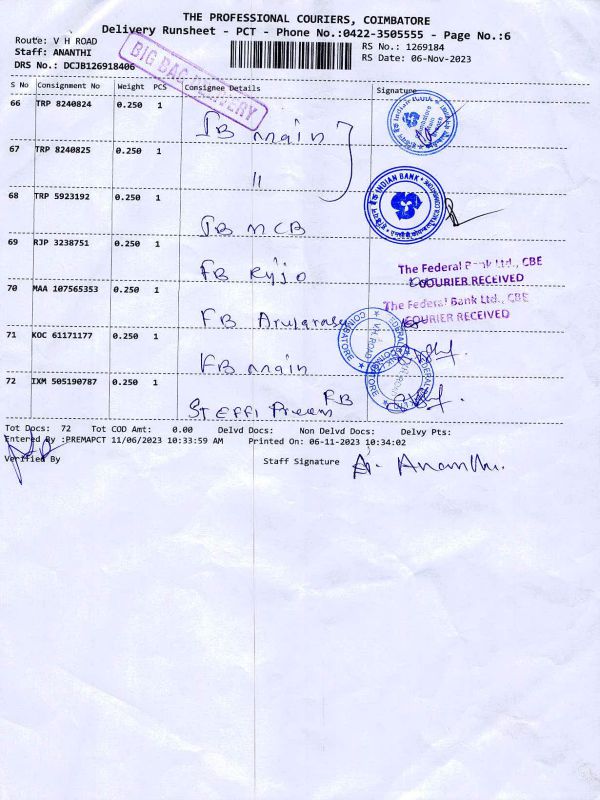 THE PROFESSIONAL COURIERS, COIMBATORE
Delivery Runsheet - PCT - Phone No.:0422-3505555 - Page No.:6
Route: V H ROAD
RS No.: 1269184
Staff: ANANTHI
RS Date: 06-Nov-2023
DRS No.: DCJB126918406
BIG BAG DELIVERY
S No Consignment No Weight PCS Consignee Details Signature
66 TRP 8240824 0.250 1 IB main
67 TRP 8240825 0.250 1 "
68 TRP 5923192 0.250 1 IB MCB
INDIAN BANK
69 RJP 3238751 0.250 1 FB Ryjo
The Federal Bank Ltd., CBE
COURIER RECEIVED
70 MAA 107565353 0.250 1 FB
The Federal Bank Ltd., CBE
COURIER RECEIVED
71 KOC 61171177 0.250 1 FB main
COIMBATORE
V.H. ROAD
72 IXM 505190787 0.250 1 FB
STEFFI
Tot Docs: 72 Tot COD Amt: 0.00 Delvd Docs: Non Delvd Docs: Delvy Pts:
Entered By :PREMAPCT 11/06/2023 10:33:59 AM Printed On: 06-11-2023 10:34:02
Verified By Staff Signature A. Ananthi.